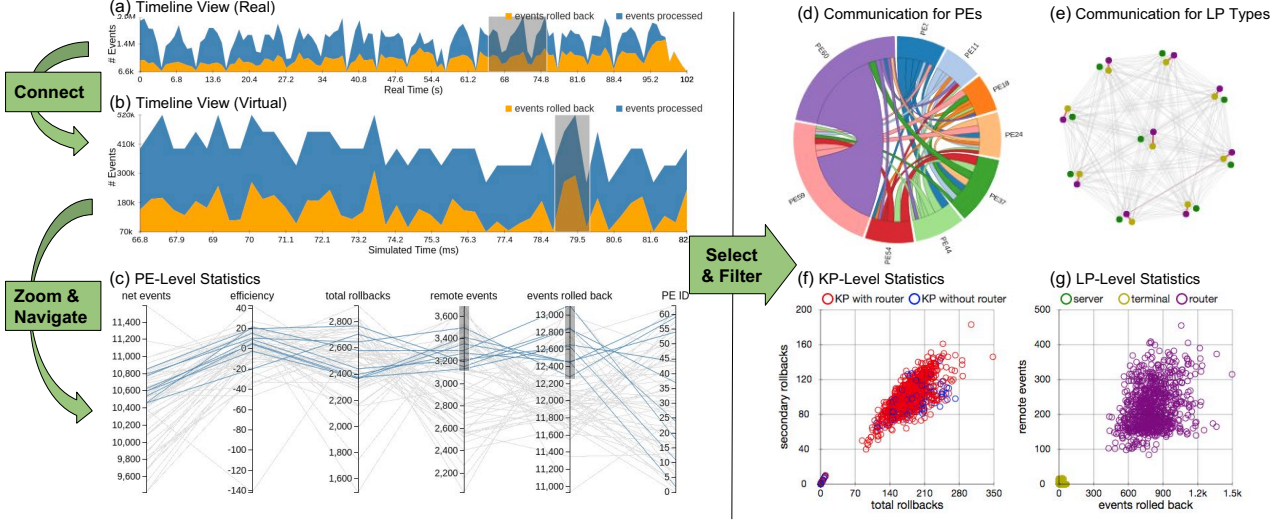 (a) Timeline View (Real)
events rolled back
events processed
2.8M
1.4M
6.6k
# Events
0 6.8 13.6 20.4 27.2 34 40.8 47.6 54.4 61.2 68 74.8 81.6 88.4 95.2 102
Real Time (s)
Connect
(b) Timeline View (Virtual)
events rolled back
events processed
520k
410k
300k
180k
70k
# Events
66.8 67.9 69 70 71.1 72.1 73.2 74.2 75.3 76.3 77.4 78.4 79.5 80.6 81.6 82
Simulated Time (ms)
Zoom &
Navigate
(c) PE-Level Statistics
net events efficiency total rollbacks remote events events rolled back PE ID
11,400
11,200
11,000
10,800
10,600
10,400
10,200
10,000
9,800
9,600
40
20
0
-20
-40
-60
-80
-100
-120
-140
2,800
2,600
2,400
2,200
2,000
1,800
1,600
3,600
3,400
3,200
3,000
2,800
2,600
2,400
2,200
13,000
12,800
12,600
12,400
12,200
12,000
11,800
11,600
11,400
11,200
11,000
60
55
50
45
40
35
30
25
20
15
10
5
0
Select
& Filter
(d) Communication for PEs
PE11
PE18
PE24
PE37
PE44
PE54
PE59
PE60
(e) Communication for LP Types
(f) KP-Level Statistics
KP with router
KP without router
200
160
120
80
40
0
secondary rollbacks
0 70 140 210 280 350
total rollbacks
(g) LP-Level Statistics
server
terminal
router
500
400
300
200
100
0
remote events
0 300 600 900 1.2k 1.5k
events rolled back